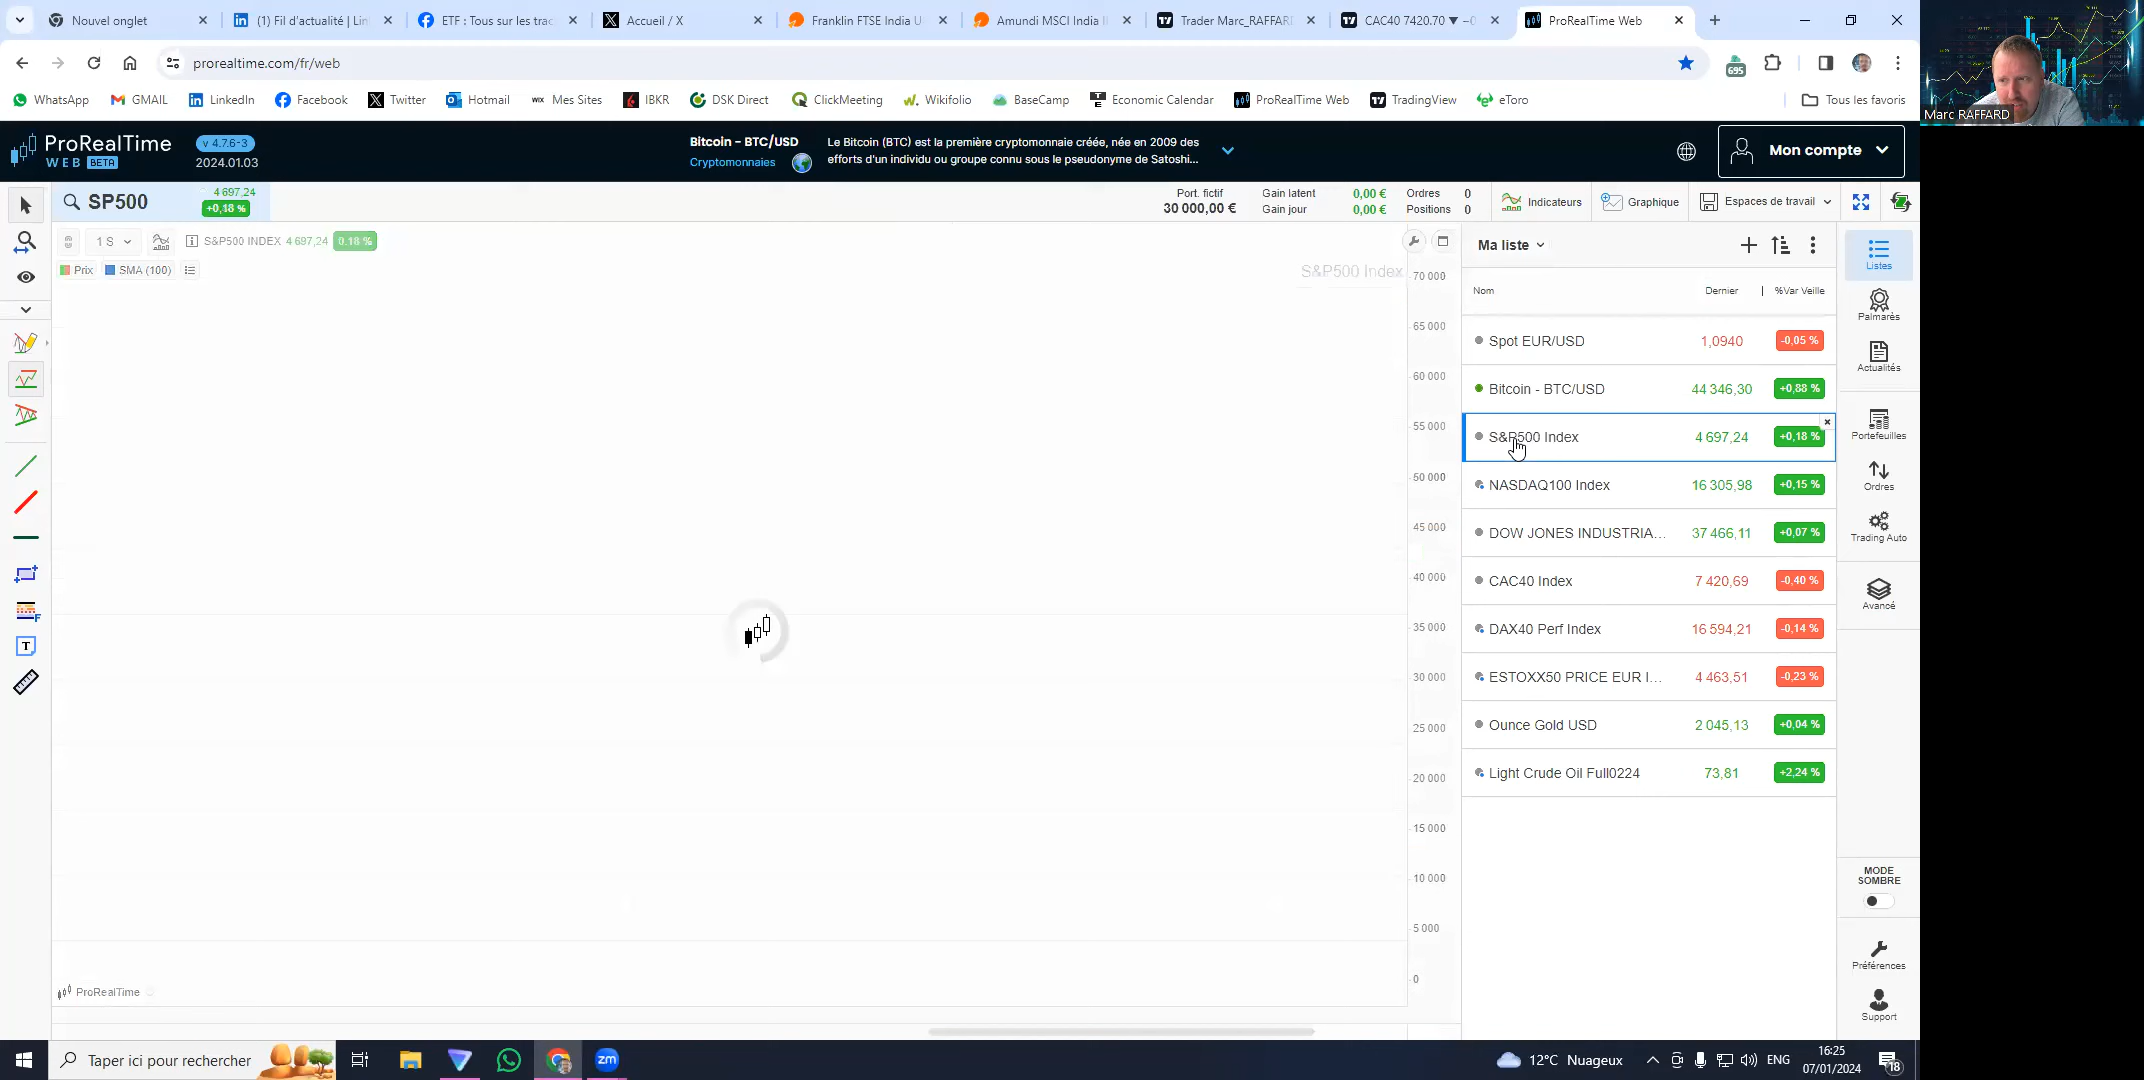 Nouvel onglet
(1) Fil d'actualité | Lin
ETF : Tous sur les trac
Accueil / X
Franklin FTSE India U
Amundi MSCI India II
Trader Marc_RAFFARD
CAC40 7420.70 ▼ −0
ProRealTime Web
prorealtime.com/fr/web
695
WhatsApp
GMAIL
LinkedIn
Facebook
Twitter
Hotmail
Mes Sites
IBKR
DSK Direct
ClickMeeting
Wikifolio
BaseCamp
Economic Calendar
ProRealTime Web
TradingView
eToro
Tous les favoris
Marc RAFFARD
ProRealTime
WEB BETA
v 4.7.6-3
2024.01.03
Bitcoin - BTC/USD
Cryptomonnaies
Le Bitcoin (BTC) est la première cryptomonnaie créée, née en 2009 des
efforts d'un individu ou groupe connu sous le pseudonyme de Satoshi...
Mon compte
SP500
4 697,24
+0,18 %
Port. fictif
30 000,00 €
Gain latent 0,00 €
Gain jour 0,00 €
Ordres 0
Positions 0
Indicateurs
Graphique
Espaces de travail
1 S
S&P500 INDEX 4 697,24 0.18 %
Prix
SMA (100)
S&P500 Index
70 000
65 000
60 000
55 000
50 000
45 000
40 000
35 000
30 000
25 000
20 000
15 000
10 000
5 000
0
ProRealTime
Ma liste
Nom Dernier %Var Veille
Spot EUR/USD 1,0940 -0,05 %
Bitcoin - BTC/USD 44 346,30 +0,88 %
S&P500 Index 4 697,24 +0,18 %
NASDAQ100 Index 16 305,98 +0,15 %
DOW JONES INDUSTRIA... 37 466,11 +0,07 %
CAC40 Index 7 420,69 -0,40 %
DAX40 Perf Index 16 594,21 -0,14 %
ESTOXX50 PRICE EUR I... 4 463,51 -0,23 %
Ounce Gold USD 2 045,13 +0,04 %
Light Crude Oil Full0224 73,81 +2,24 %
Listes
Palmarès
Actualités
Portefeuilles
Ordres
Trading Auto
Avancé
MODE
SOMBRE
Préférences
Support
Taper ici pour rechercher
zm
12°C Nuageux
ENG
16:25
07/01/2024
18